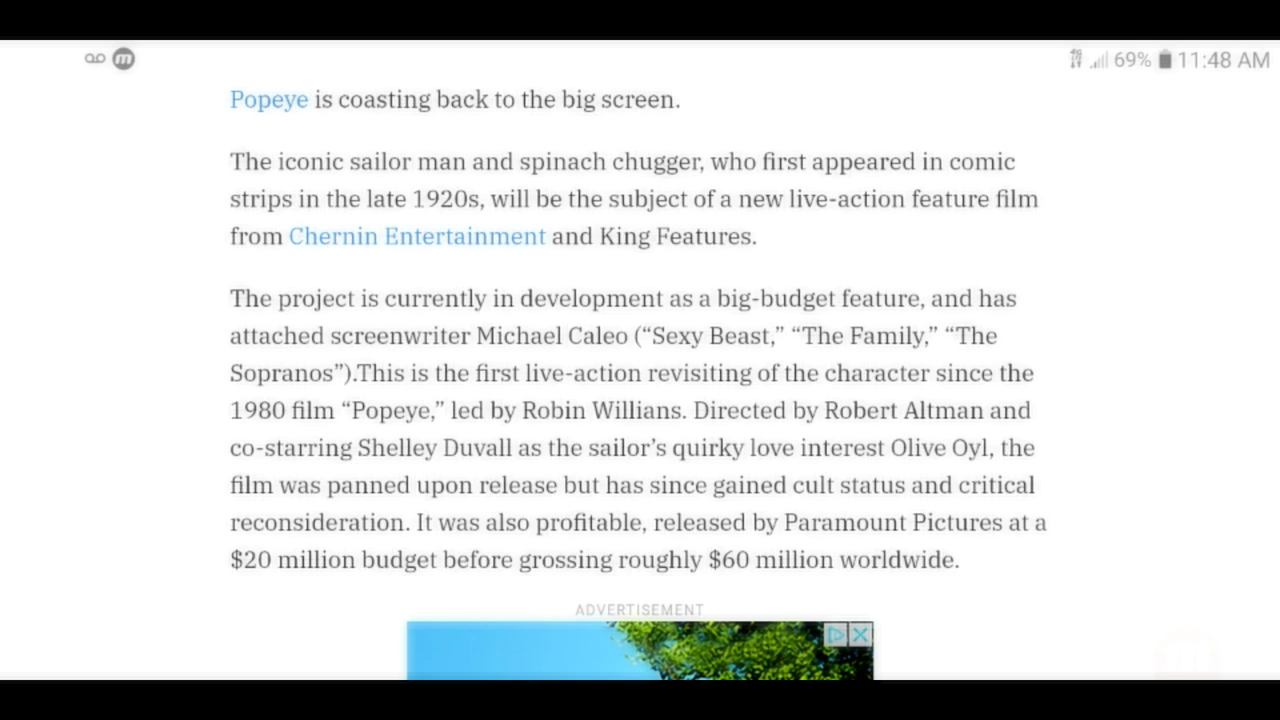 69% 11:48 AM
Popeye is coasting back to the big screen.
The iconic sailor man and spinach chugger, who first appeared in comic
strips in the late 1920s, will be the subject of a new live-action feature film
from Chernin Entertainment and King Features.
The project is currently in development as a big-budget feature, and has
attached screenwriter Michael Caleo (“Sexy Beast,” “The Family,” “The
Sopranos”).This is the first live-action revisiting of the character since the
1980 film “Popeye,” led by Robin Willians. Directed by Robert Altman and
co-starring Shelley Duvall as the sailor’s quirky love interest Olive Oyl, the
film was panned upon release but has since gained cult status and critical
reconsideration. It was also profitable, released by Paramount Pictures at a
$20 million budget before grossing roughly $60 million worldwide.
ADVERTISEMENT